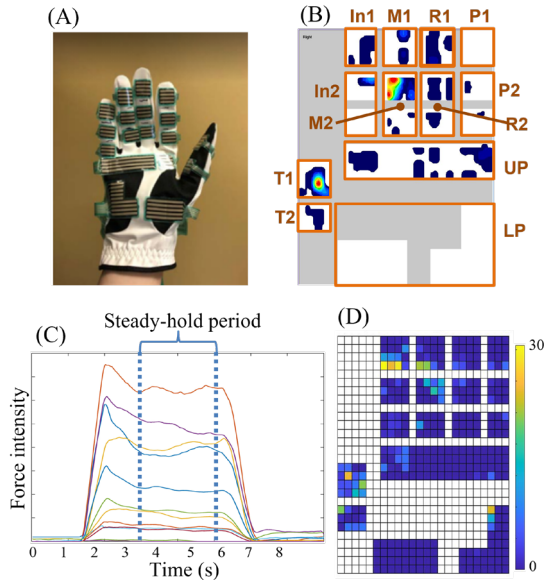 (A)
(B)
In1 M1 R1 P1
Right
In2
P2
M2
R2
T1
UP
T2
LP
(C)
Steady-hold period
Force intensity
0 1 2 3 4 5 6 7 8
Time (s)
(D)
30
0